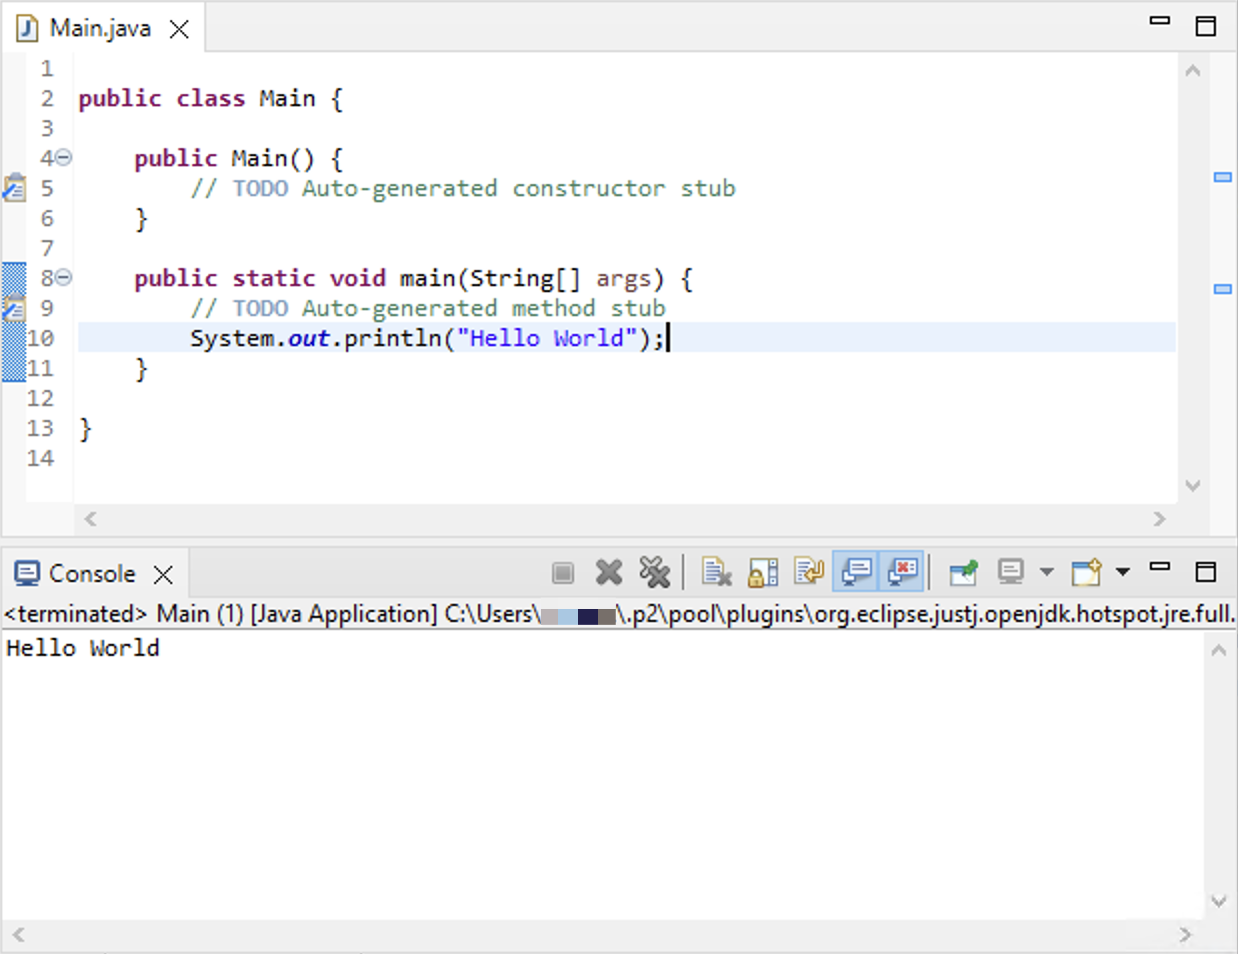 Main.java
1
2 public class Main {
3
4 public Main() {
5 // TODO Auto-generated constructor stub
6 }
7
8 public static void main(String[] args) {
9 // TODO Auto-generated method stub
10 System.out.println("Hello World");
11 }
12
13 }
14
Console
<terminated> Main (1) [Java Application] C:\Users\ \.p2\pool\plugins\org.eclipse.justj.openjdk.hotspot.jre.full.
Hello World